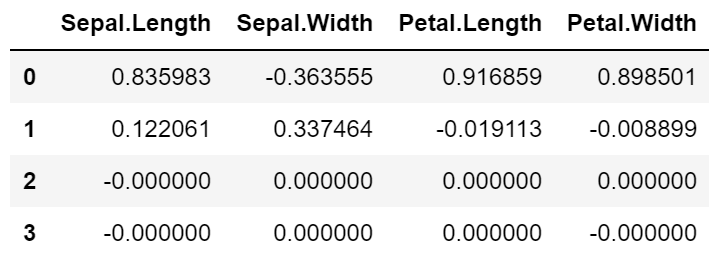 Sepal.Length Sepal.Width Petal.Length Petal.Width
0 0.835983 -0.363555 0.916859 0.898501
1 0.122061 0.337464 -0.019113 -0.008899
2 -0.000000 0.000000 0.000000 0.000000
3 -0.000000 0.000000 0.000000 -0.000000